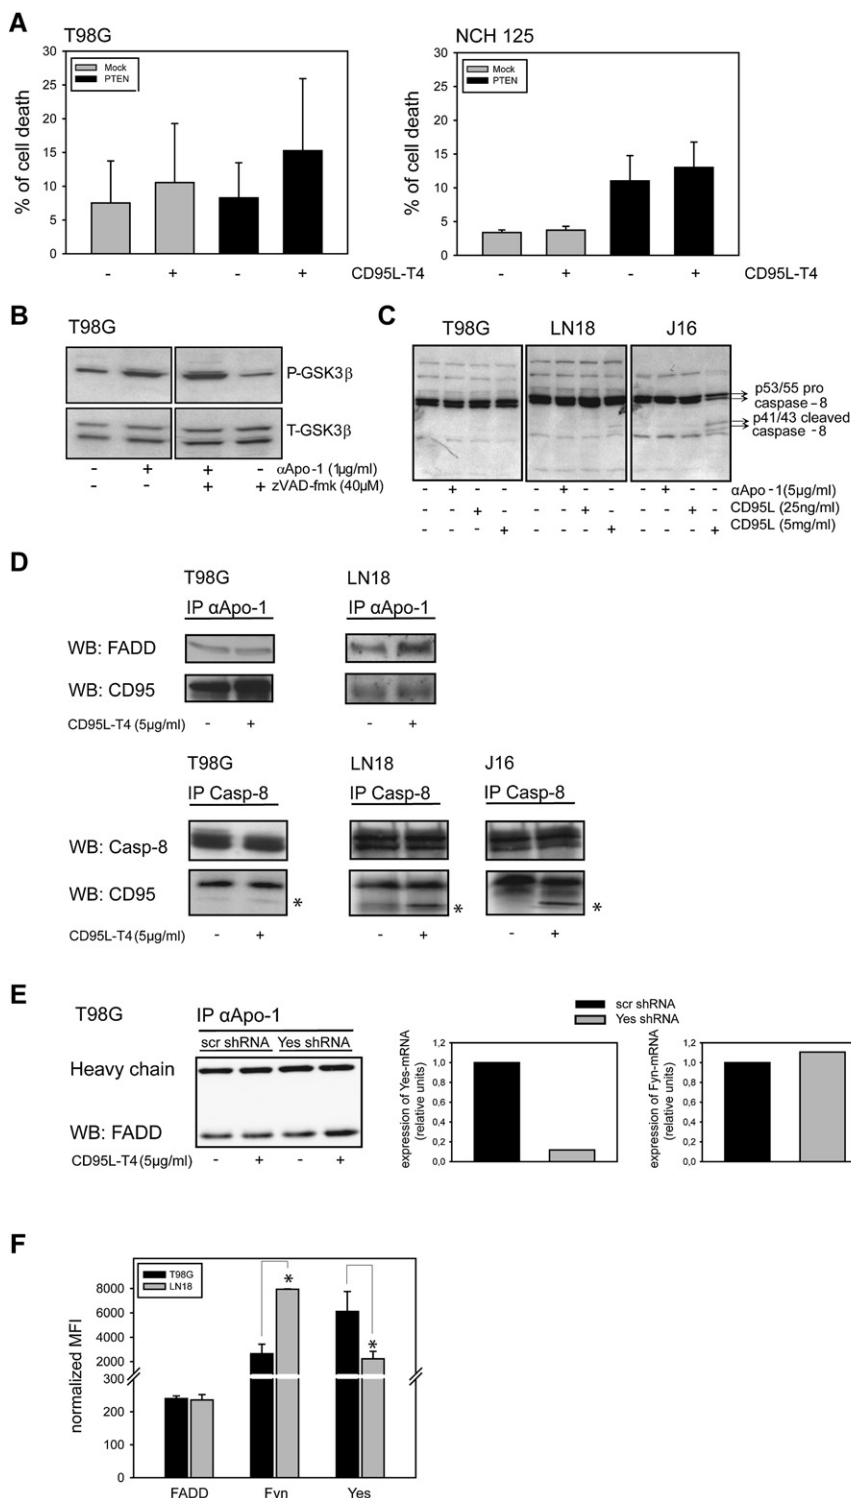 A
T98G
NCH 125
30
25
20
15
10
5
0
% of cell death
Mock
PTEN
- + - + CD95L-T4
30
25
20
15
10
5
0
% of cell death
Mock
PTEN
- + - + CD95L-T4
B
T98G
P-GSK3β
T-GSK3β
- + + - αApo-1 (1µg/ml)
- - + + zVAD-fmk (40µM)
C
T98G LN18 J16
p53/55 pro
caspase-8
p41/43 cleaved
caspase -8
- + - - - + - - - + - - αApo-1(5µg/ml)
- - + - - - + - - - + - CD95L (25ng/ml)
- - - + - - - + - - - + CD95L (5mg/ml)
D
T98G LN18
IP αApo-1 IP αApo-1
WB: FADD
WB: CD95
CD95L-T4 (5µg/ml) - + - +
T98G LN18 J16
IP Casp-8 IP Casp-8 IP Casp-8
WB: Casp-8
WB: CD95 * * *
CD95L-T4 (5µg/ml) - + - + - +
E
T98G IP αApo-1
scr shRNA Yes shRNA
Heavy chain
WB: FADD
CD95L-T4 (5µg/ml) - + - +
scr shRNA
Yes shRNA
expression of Yes-mRNA
(relative units)
1,2
1,0
0,8
0,6
0,4
0,2
0,0
expression of Fyn-mRNA
(relative units)
1,2
1,0
0,8
0,6
0,4
0,2
0,0
F
T98G
LN18
normalized MFI
8000
6000
4000
2000
300
200
100
0
* *
FADD Fyn Yes